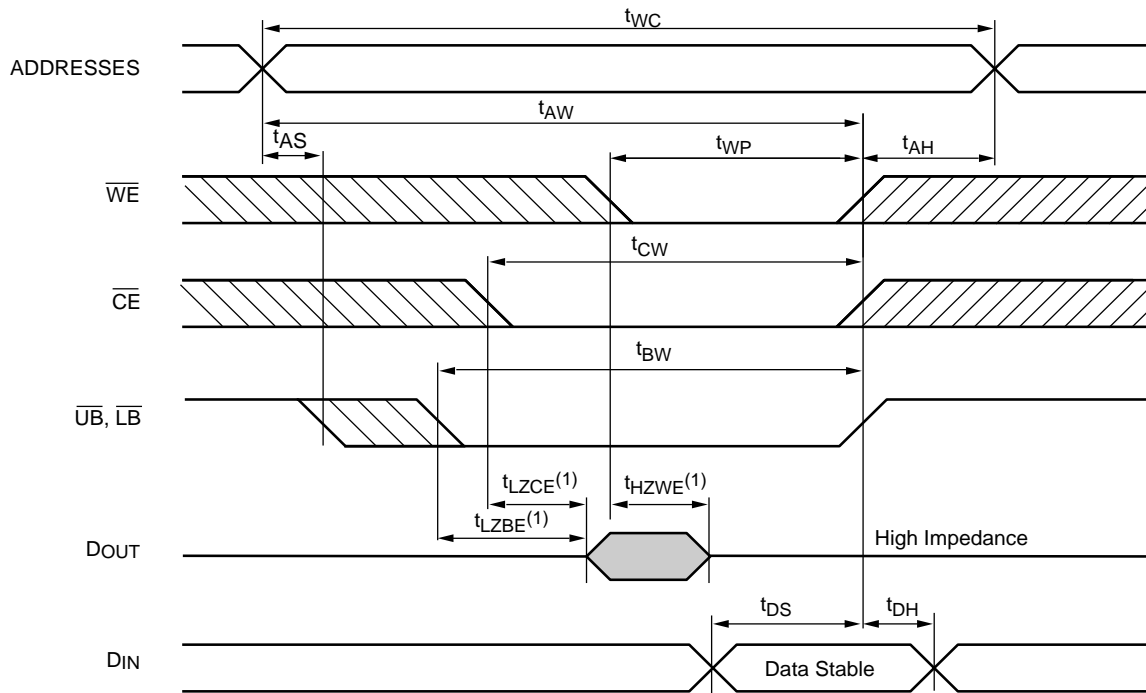 tWC
ADDRESSES
tAW
tAS
tWP
tAH
WE
tCW
CE
tBW
UB, LB
tLZCE(1)
tHZWE(1)
tLZBE(1)
DOUT
High Impedance
tDS
tDH
DIN
Data Stable